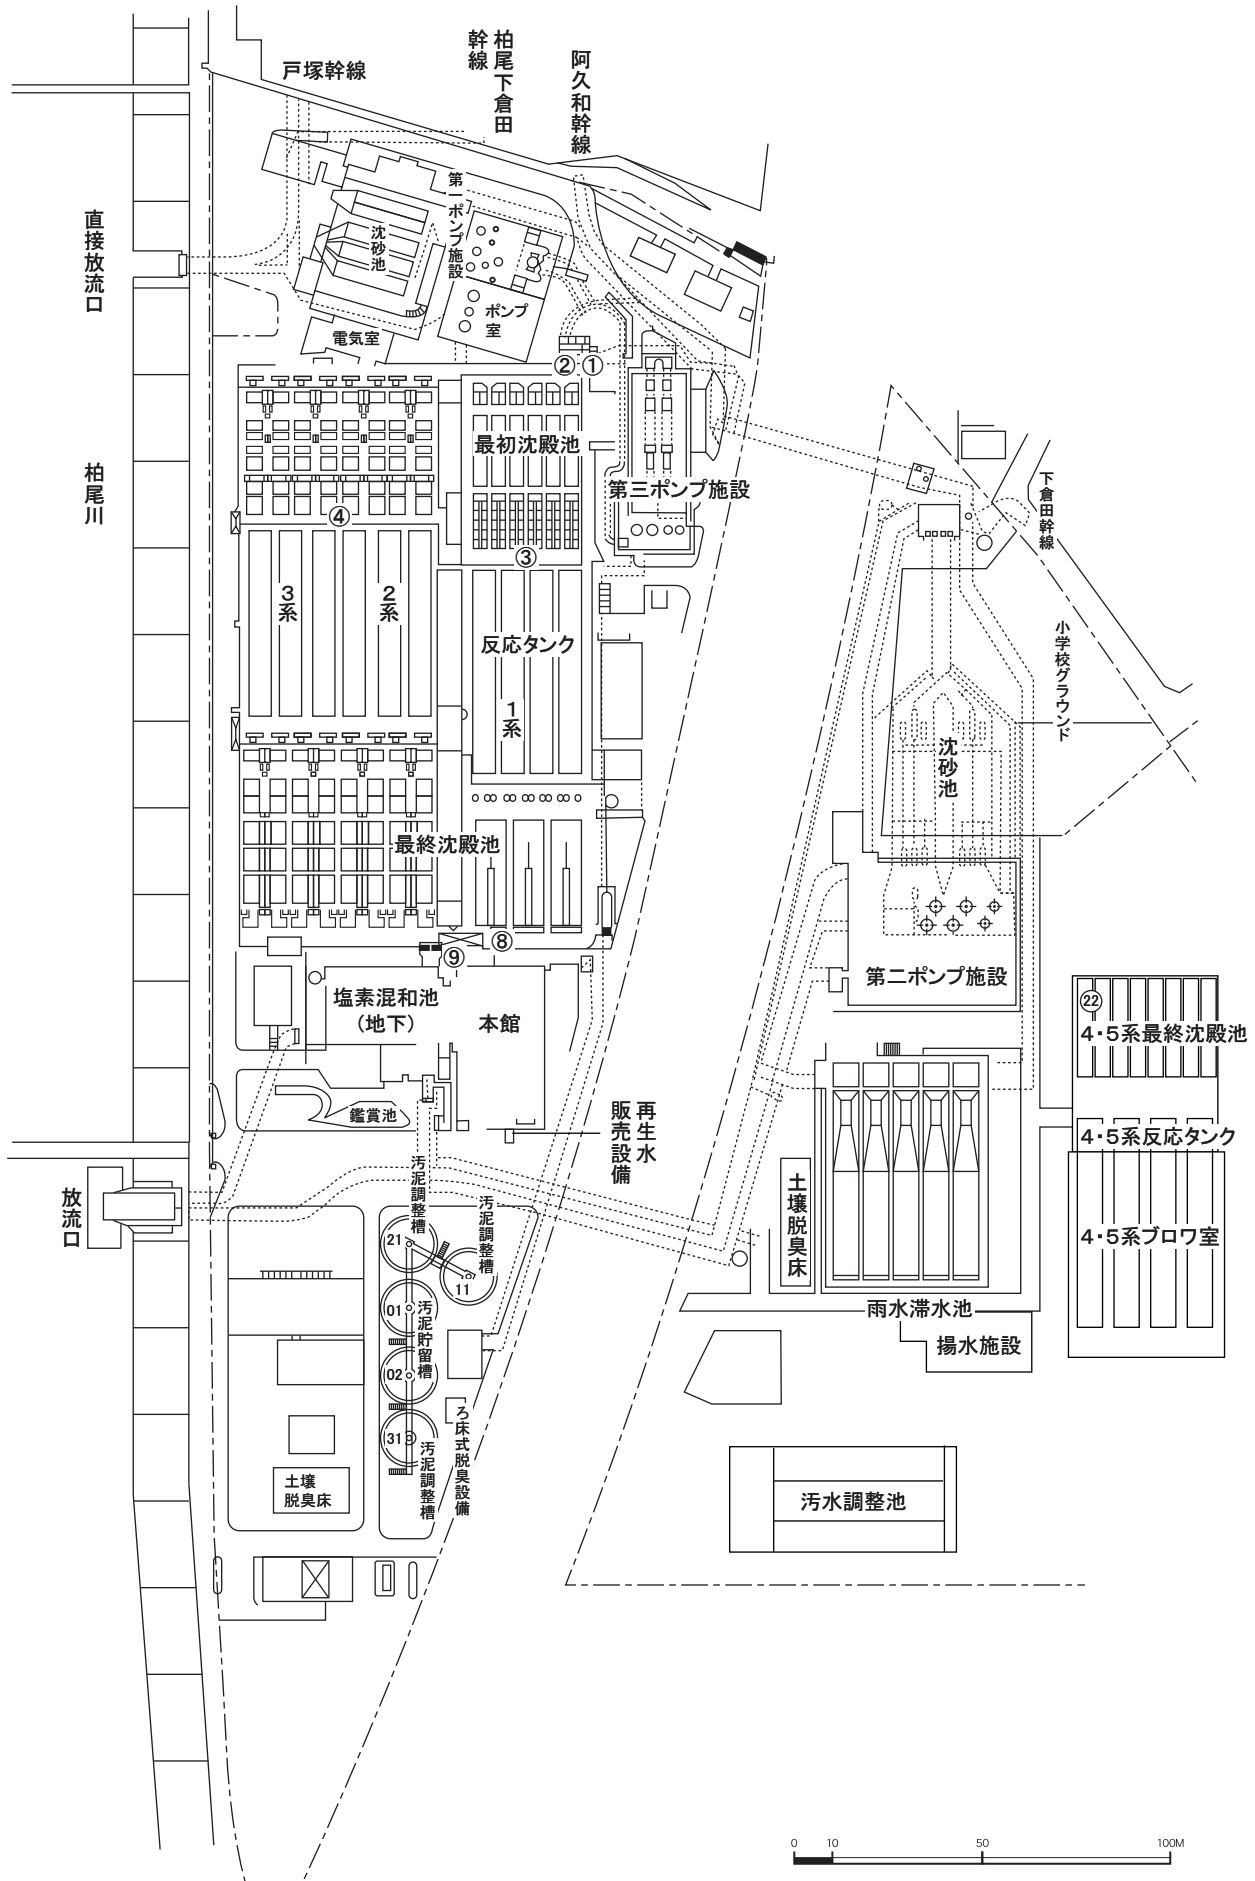 戸塚幹線
柏尾下倉田
幹線
阿久和幹線
直接放流口
柏尾川
第一ポンプ施設
沈砂池
ポンプ
室
電気室
②
①
最初沈殿池
第三ポンプ施設
④
③
3系
2系
反応タンク
1系
下倉田幹線
小学校グラウンド
沈砂池
最終沈殿池
⑧
⑨
塩素混和池
(地下)
本館
第二ポンプ施設
22
4・5系最終沈殿池
鑑賞池
再生水
販売設備
4・5系反応タンク
汚泥調整槽
汚泥調整槽
土壌脱臭床
放流口
21
11
4・5系ブロワ室
01
汚泥貯留槽
雨水滞水池
揚水施設
02
31
汚泥調整槽
ろ床式脱臭設備
土壌
脱臭床
汚水調整池
0 10 50 100M